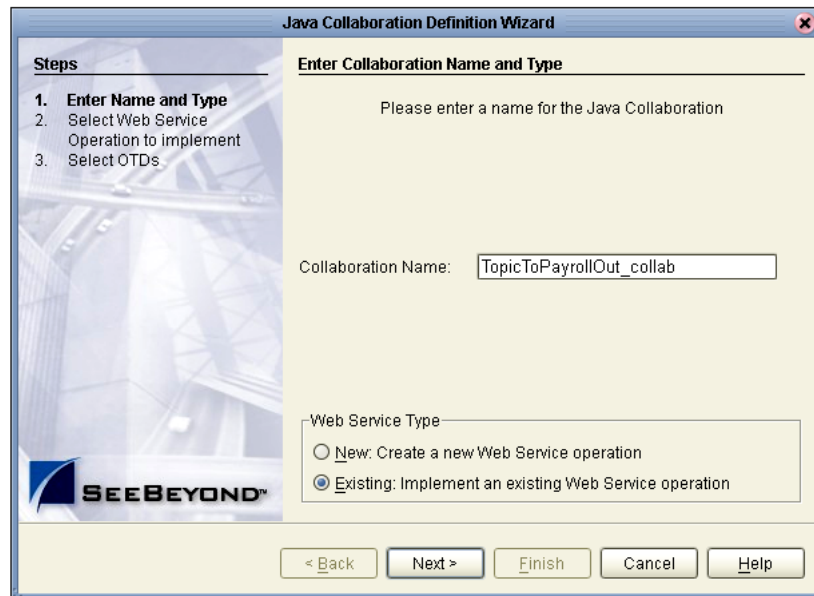 Java Collaboration Definition Wizard
Steps
1. Enter Name and Type
2. Select Web Service
Operation to implement
3. Select OTDs
SEEBEYOND™
Enter Collaboration Name and Type
Please enter a name for the Java Collaboration
Collaboration Name: TopicToPayrollOut_collab
Web Service Type
New: Create a new Web Service operation
Existing: Implement an existing Web Service operation
< Back Next > Finish Cancel Help